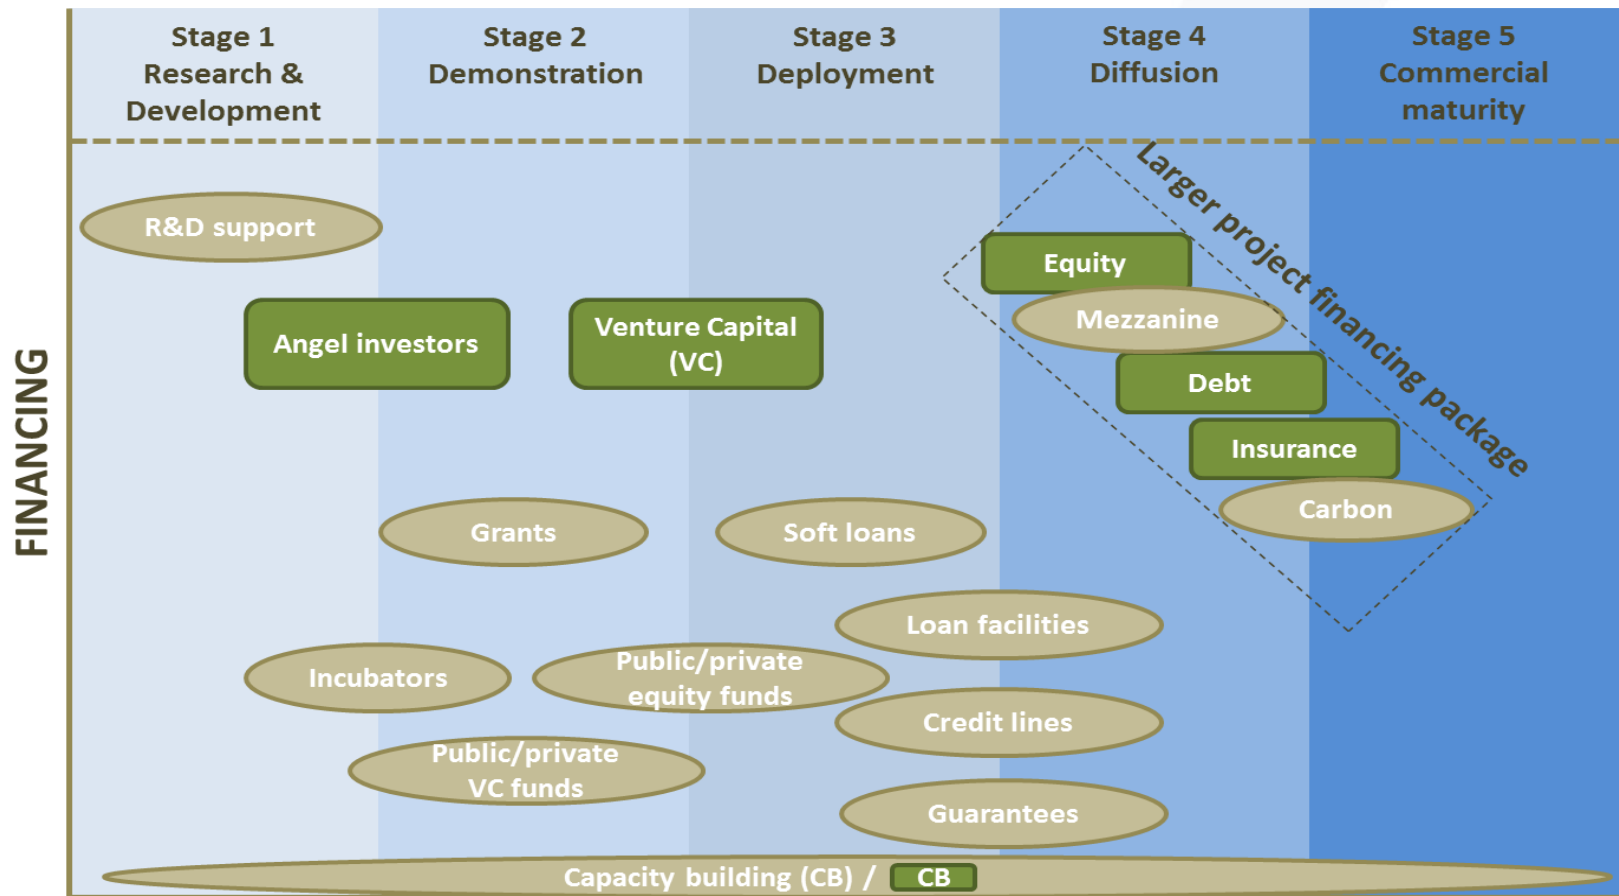 Stage 1
Research &
Development
Stage 2
Demonstration
Stage 3
Deployment
Stage 4
Diffusion
Stage 5
Commercial
maturity
FINANCING
R&D support
Larger project financing package
Equity
Mezzanine
Angel investors
Venture Capital
(VC)
Debt
Insurance
Carbon
Grants
Soft loans
Loan facilities
Incubators
Public/private
equity funds
Credit lines
Public/private
VC funds
Guarantees
Capacity building (CB) / CB